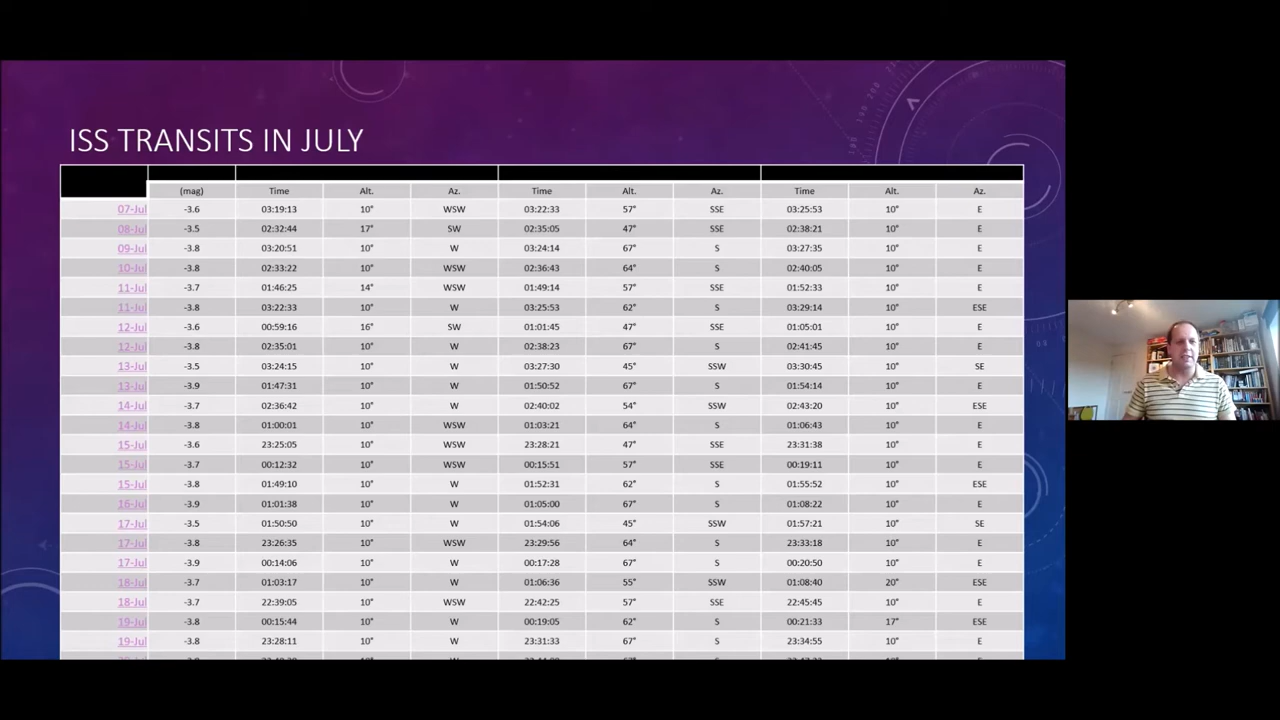 ISS TRANSITS IN JULY
(mag) Time Alt. Az. Time Alt. Az. Time Alt. Az.
07-Jul -3.6 03:19:13 10° WSW 03:22:33 57° SSE 03:25:53 10° E
08-Jul -3.5 02:32:44 17° SW 02:35:05 47° SSE 02:38:21 10° E
09-Jul -3.8 03:20:51 10° W 03:24:14 67° S 03:27:35 10° E
10-Jul -3.8 02:33:22 10° WSW 02:36:43 64° S 02:40:05 10° E
11-Jul -3.7 01:46:25 14° WSW 01:49:14 57° SSE 01:52:33 10° E
11-Jul -3.8 03:22:33 10° W 03:25:53 62° S 03:29:14 10° ESE
12-Jul -3.6 00:59:16 16° SW 01:01:45 47° SSE 01:05:01 10° E
12-Jul -3.8 02:35:01 10° W 02:38:23 67° S 02:41:45 10° E
13-Jul -3.5 03:24:15 10° W 03:27:30 45° SSW 03:30:45 10° SE
13-Jul -3.9 01:47:31 10° W 01:50:52 67° S 01:54:14 10° E
14-Jul -3.7 02:36:42 10° W 02:40:02 54° SSW 02:43:20 10° ESE
14-Jul -3.8 01:00:01 10° WSW 01:03:21 64° S 01:06:43 10° E
15-Jul -3.6 23:25:05 10° WSW 23:28:21 47° SSE 23:31:38 10° E
15-Jul -3.7 00:12:32 10° WSW 00:15:51 57° SSE 00:19:11 10° E
15-Jul -3.8 01:49:10 10° W 01:52:31 62° S 01:55:52 10° ESE
16-Jul -3.9 01:01:38 10° W 01:05:00 67° S 01:08:22 10° E
17-Jul -3.5 01:50:50 10° W 01:54:06 45° SSW 01:57:21 10° SE
17-Jul -3.8 23:26:35 10° WSW 23:29:56 64° S 23:33:18 10° E
17-Jul -3.9 00:14:06 10° W 00:17:28 67° S 00:20:50 10° E
18-Jul -3.7 01:03:17 10° W 01:06:36 55° SSW 01:08:40 20° ESE
18-Jul -3.7 22:39:05 10° WSW 22:42:25 57° SSE 22:45:45 10° E
19-Jul -3.8 00:15:44 10° W 00:19:05 62° S 00:21:33 17° ESE
19-Jul -3.8 23:28:11 10° W 23:31:33 67° S 23:34:55 10° E